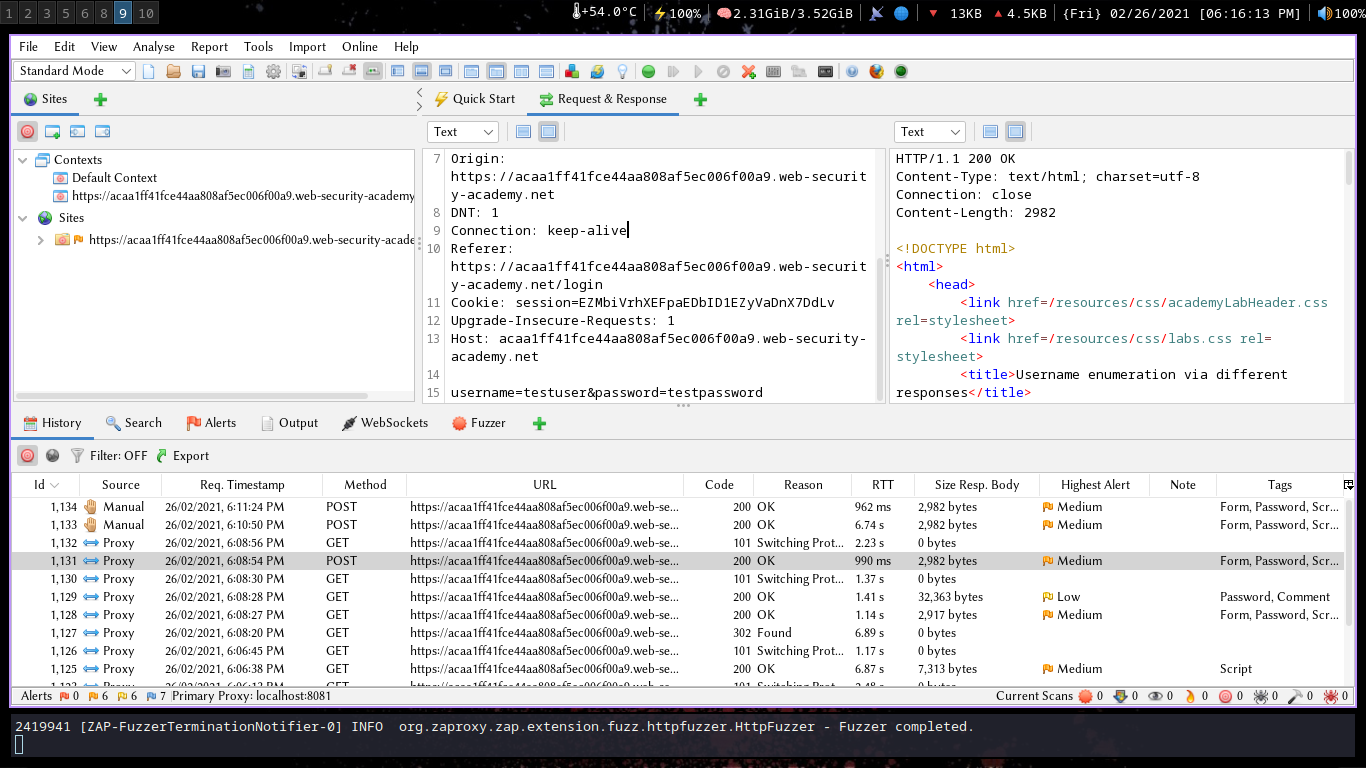 1 2 3 5 6 8 9 10 +54.0°C 100% 2.31GiB/3.52GiB 13KB 4.5KB {Fri} 02/26/2021 [06:16:13 PM] 100%
File Edit View Analyse Report Tools Import Online Help
Standard Mode
Sites
Quick Start Request & Response
Text
Text
Contexts
Default Context
https://acaa1ff41fce44aa808af5ec006f00a9.web-security-academy
Sites
https://acaa1ff41fce44aa808af5ec006f00a9.web-security-acade
7 Origin:
https://acaa1ff41fce44aa808af5ec006f00a9.web-securit
y-academy.net
8 DNT: 1
9 Connection: keep-alive
10 Referer:
https://acaa1ff41fce44aa808af5ec006f00a9.web-securit
y-academy.net/login
11 Cookie: session=EZMbiVrhXEFpaEDbID1EZyVaDnX7DdLv
12 Upgrade-Insecure-Requests: 1
13 Host: acaa1ff41fce44aa808af5ec006f00a9.web-security-
academy.net
14
15 username=testuser&password=testpassword
HTTP/1.1 200 OK
Content-Type: text/html; charset=utf-8
Connection: close
Content-Length: 2982
<!DOCTYPE html>
<html>
<head>
<link href=/resources/css/academyLabHeader.css
rel=stylesheet>
<link href=/resources/css/labs.css rel=
stylesheet>
<title>Username enumeration via different
responses</title>
History Search Alerts Output WebSockets Fuzzer
Filter: OFF Export
Id Source Req. Timestamp Method URL Code Reason RTT Size Resp. Body Highest Alert Note Tags
1,134 Manual 26/02/2021, 6:11:24 PM POST https://acaa1ff41fce44aa808af5ec006f00a9.web-se... 200 OK 962 ms 2,982 bytes Medium Form, Password, Scr...
1,133 Manual 26/02/2021, 6:10:50 PM POST https://acaa1ff41fce44aa808af5ec006f00a9.web-se... 200 OK 6.74 s 2,982 bytes Medium Form, Password, Scr...
1,132 Proxy 26/02/2021, 6:08:56 PM GET https://acaa1ff41fce44aa808af5ec006f00a9.web-se... 101 Switching Prot... 2.23 s 0 bytes
1,131 Proxy 26/02/2021, 6:08:54 PM POST https://acaa1ff41fce44aa808af5ec006f00a9.web-se... 200 OK 990 ms 2,982 bytes Medium Form, Password, Scr...
1,130 Proxy 26/02/2021, 6:08:30 PM GET https://acaa1ff41fce44aa808af5ec006f00a9.web-se... 101 Switching Prot... 1.37 s 0 bytes
1,129 Proxy 26/02/2021, 6:08:28 PM GET https://acaa1ff41fce44aa808af5ec006f00a9.web-se... 200 OK 1.41 s 32,363 bytes Low Password, Comment
1,128 Proxy 26/02/2021, 6:08:27 PM GET https://acaa1ff41fce44aa808af5ec006f00a9.web-se... 200 OK 1.14 s 2,917 bytes Medium Form, Password, Scr...
1,127 Proxy 26/02/2021, 6:08:20 PM GET https://acaa1ff41fce44aa808af5ec006f00a9.web-se... 302 Found 6.89 s 0 bytes
1,126 Proxy 26/02/2021, 6:06:45 PM GET https://acaa1ff41fce44aa808af5ec006f00a9.web-se... 101 Switching Prot... 1.17 s 0 bytes
1,125 Proxy 26/02/2021, 6:06:38 PM GET https://acaa1ff41fce44aa808af5ec006f00a9.web-se... 200 OK 6.87 s 7,313 bytes Medium Script
Alerts 0 6 6 7 Primary Proxy: localhost:8081 Current Scans 0 0 0 0 0 0 0 0
2419941 [ZAP-FuzzerTerminationNotifier-0] INFO org.zaproxy.zap.extension.fuzz.httpfuzzer.HttpFuzzer - Fuzzer completed.